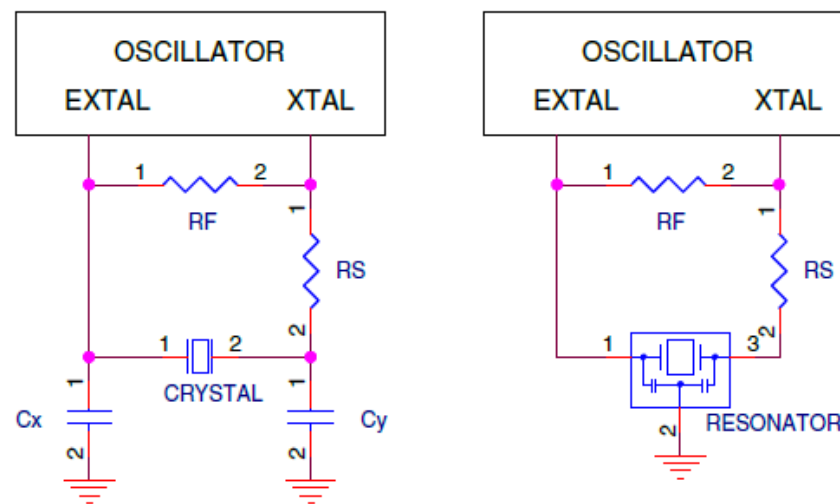 OSCILLATOR
EXTAL XTAL
1 2
RF
1
RS
2
1 2
CRYSTAL
1 1
Cx Cy
2 2
OSCILLATOR
EXTAL XTAL
1 2
RF
1
RS
2
1 3
RESONATOR
2